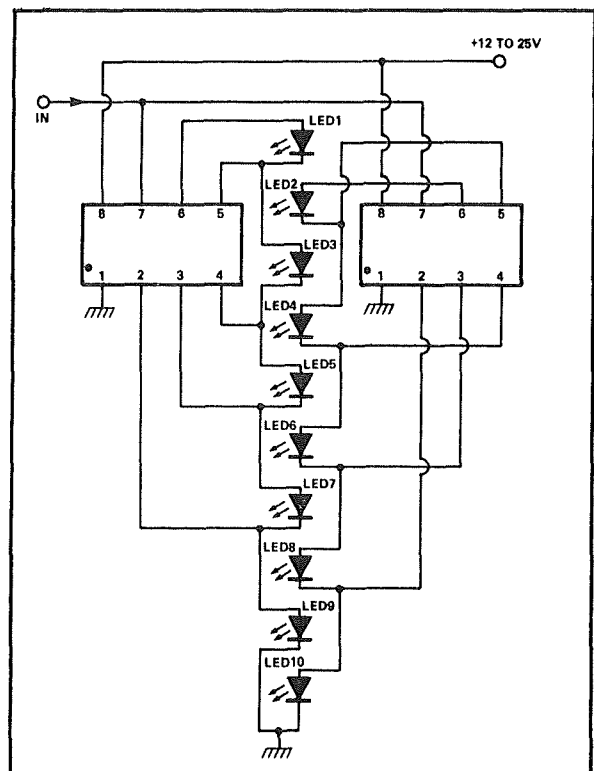 +12 TO 25V
IN
LED1
LED2
8 7 6 5
8 7 6 5
LED3
1 2 3 4
1 2 3 4
LED4
LED5
LED6
LED7
LED8
LED9
LED10